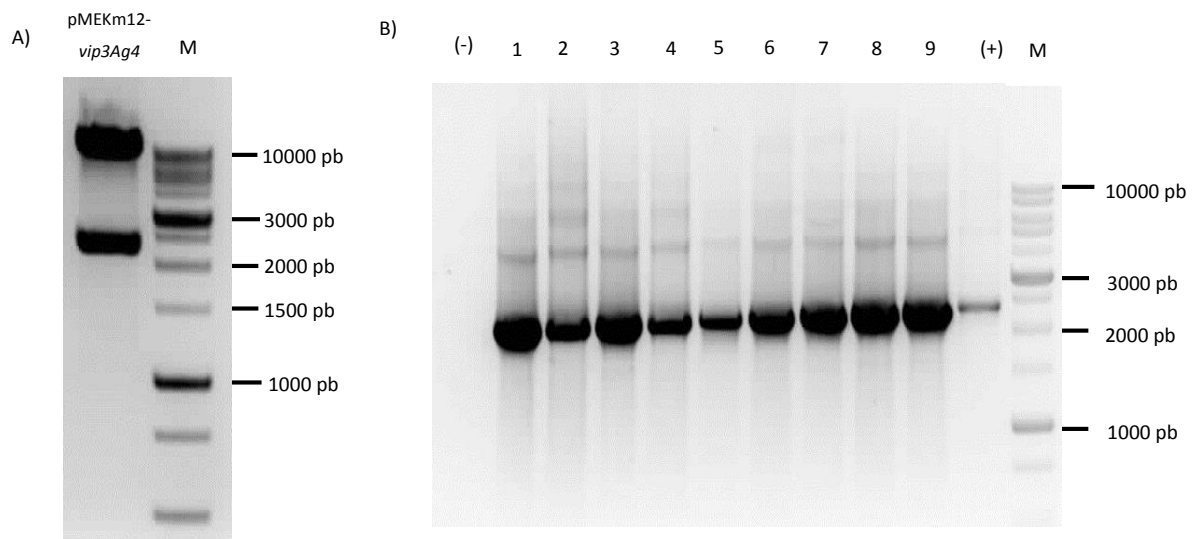 A)
pMEKm12-
vip3Ag4
M
10000 pb
3000 pb
2000 pb
1500 pb
1000 pb
B)
(-) 1 2 3 4 5 6 7 8 9 (+) M
10000 pb
3000 pb
2000 pb
1000 pb